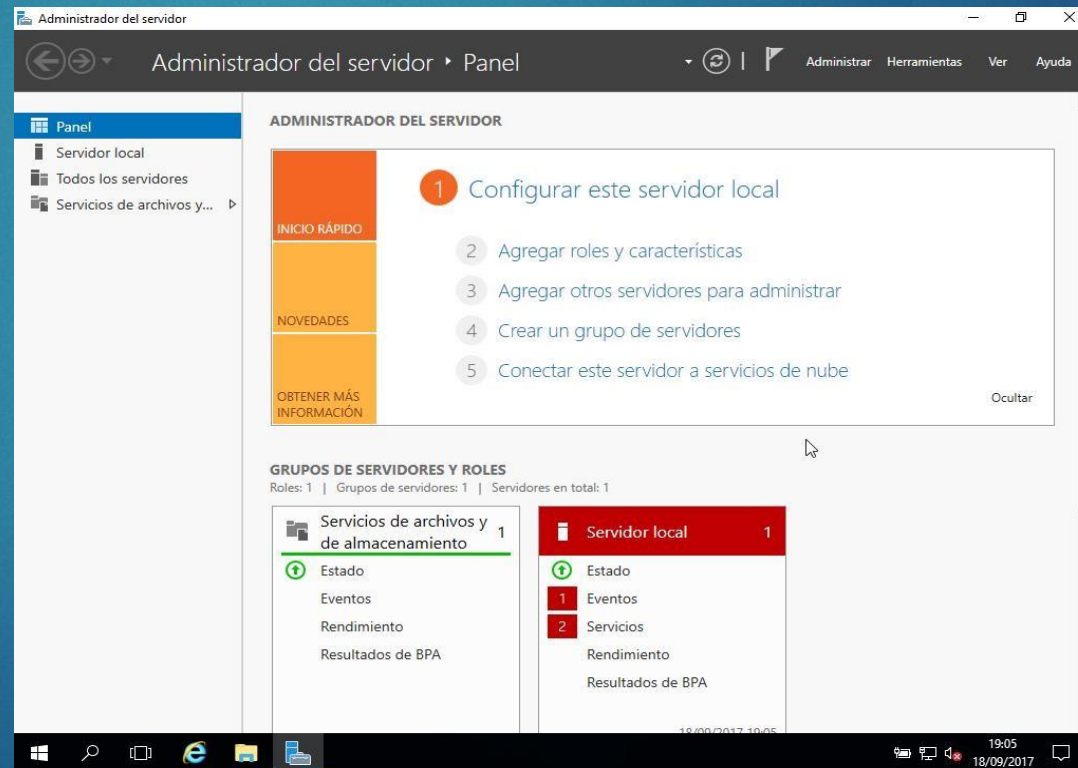 Administrador del servidor
Administrador del servidor ‣ Panel
Administrar Herramientas Ver Ayuda
Panel
Servidor local
Todos los servidores
Servicios de archivos y...
ADMINISTRADOR DEL SERVIDOR
INICIO RÁPIDO
NOVEDADES
OBTENER MÁS
INFORMACIÓN
1 Configurar este servidor local
2 Agregar roles y características
3 Agregar otros servidores para administrar
4 Crear un grupo de servidores
5 Conectar este servidor a servicios de nube
Ocultar
GRUPOS DE SERVIDORES Y ROLES
Roles: 1 | Grupos de servidores: 1 | Servidores en total: 1
Servicios de archivos y
de almacenamiento
1
Estado
Eventos
Rendimiento
Resultados de BPA
Servidor local 1
Estado
1 Eventos
2 Servicios
Rendimiento
Resultados de BPA
18/09/2017 19:05
19:05
18/09/2017